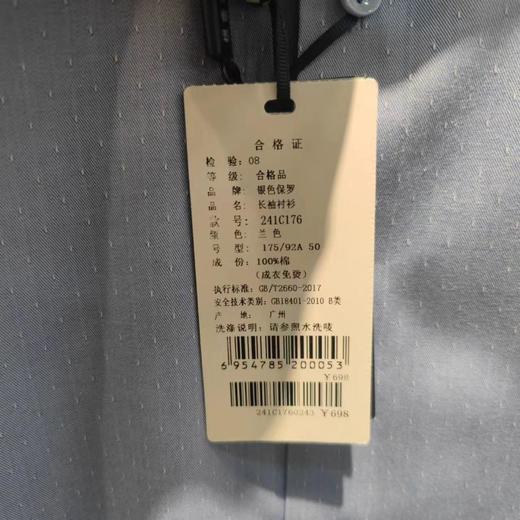 合格证
检 验:08
等 级: 合格品
品 牌: 银色保罗
品 名: 长袖衬衫
款 号: 241C176
颜 色: 兰色
号 型: 175/92A 50
成 份: 100%棉
(成衣免烫)
执行标准: GB/T2660-2017
安全技术类别: GB18401-2010 B类
产 地: 广州
洗涤说明: 请参照水洗唛
6 954785 200053
¥698
241C1760243 ¥698